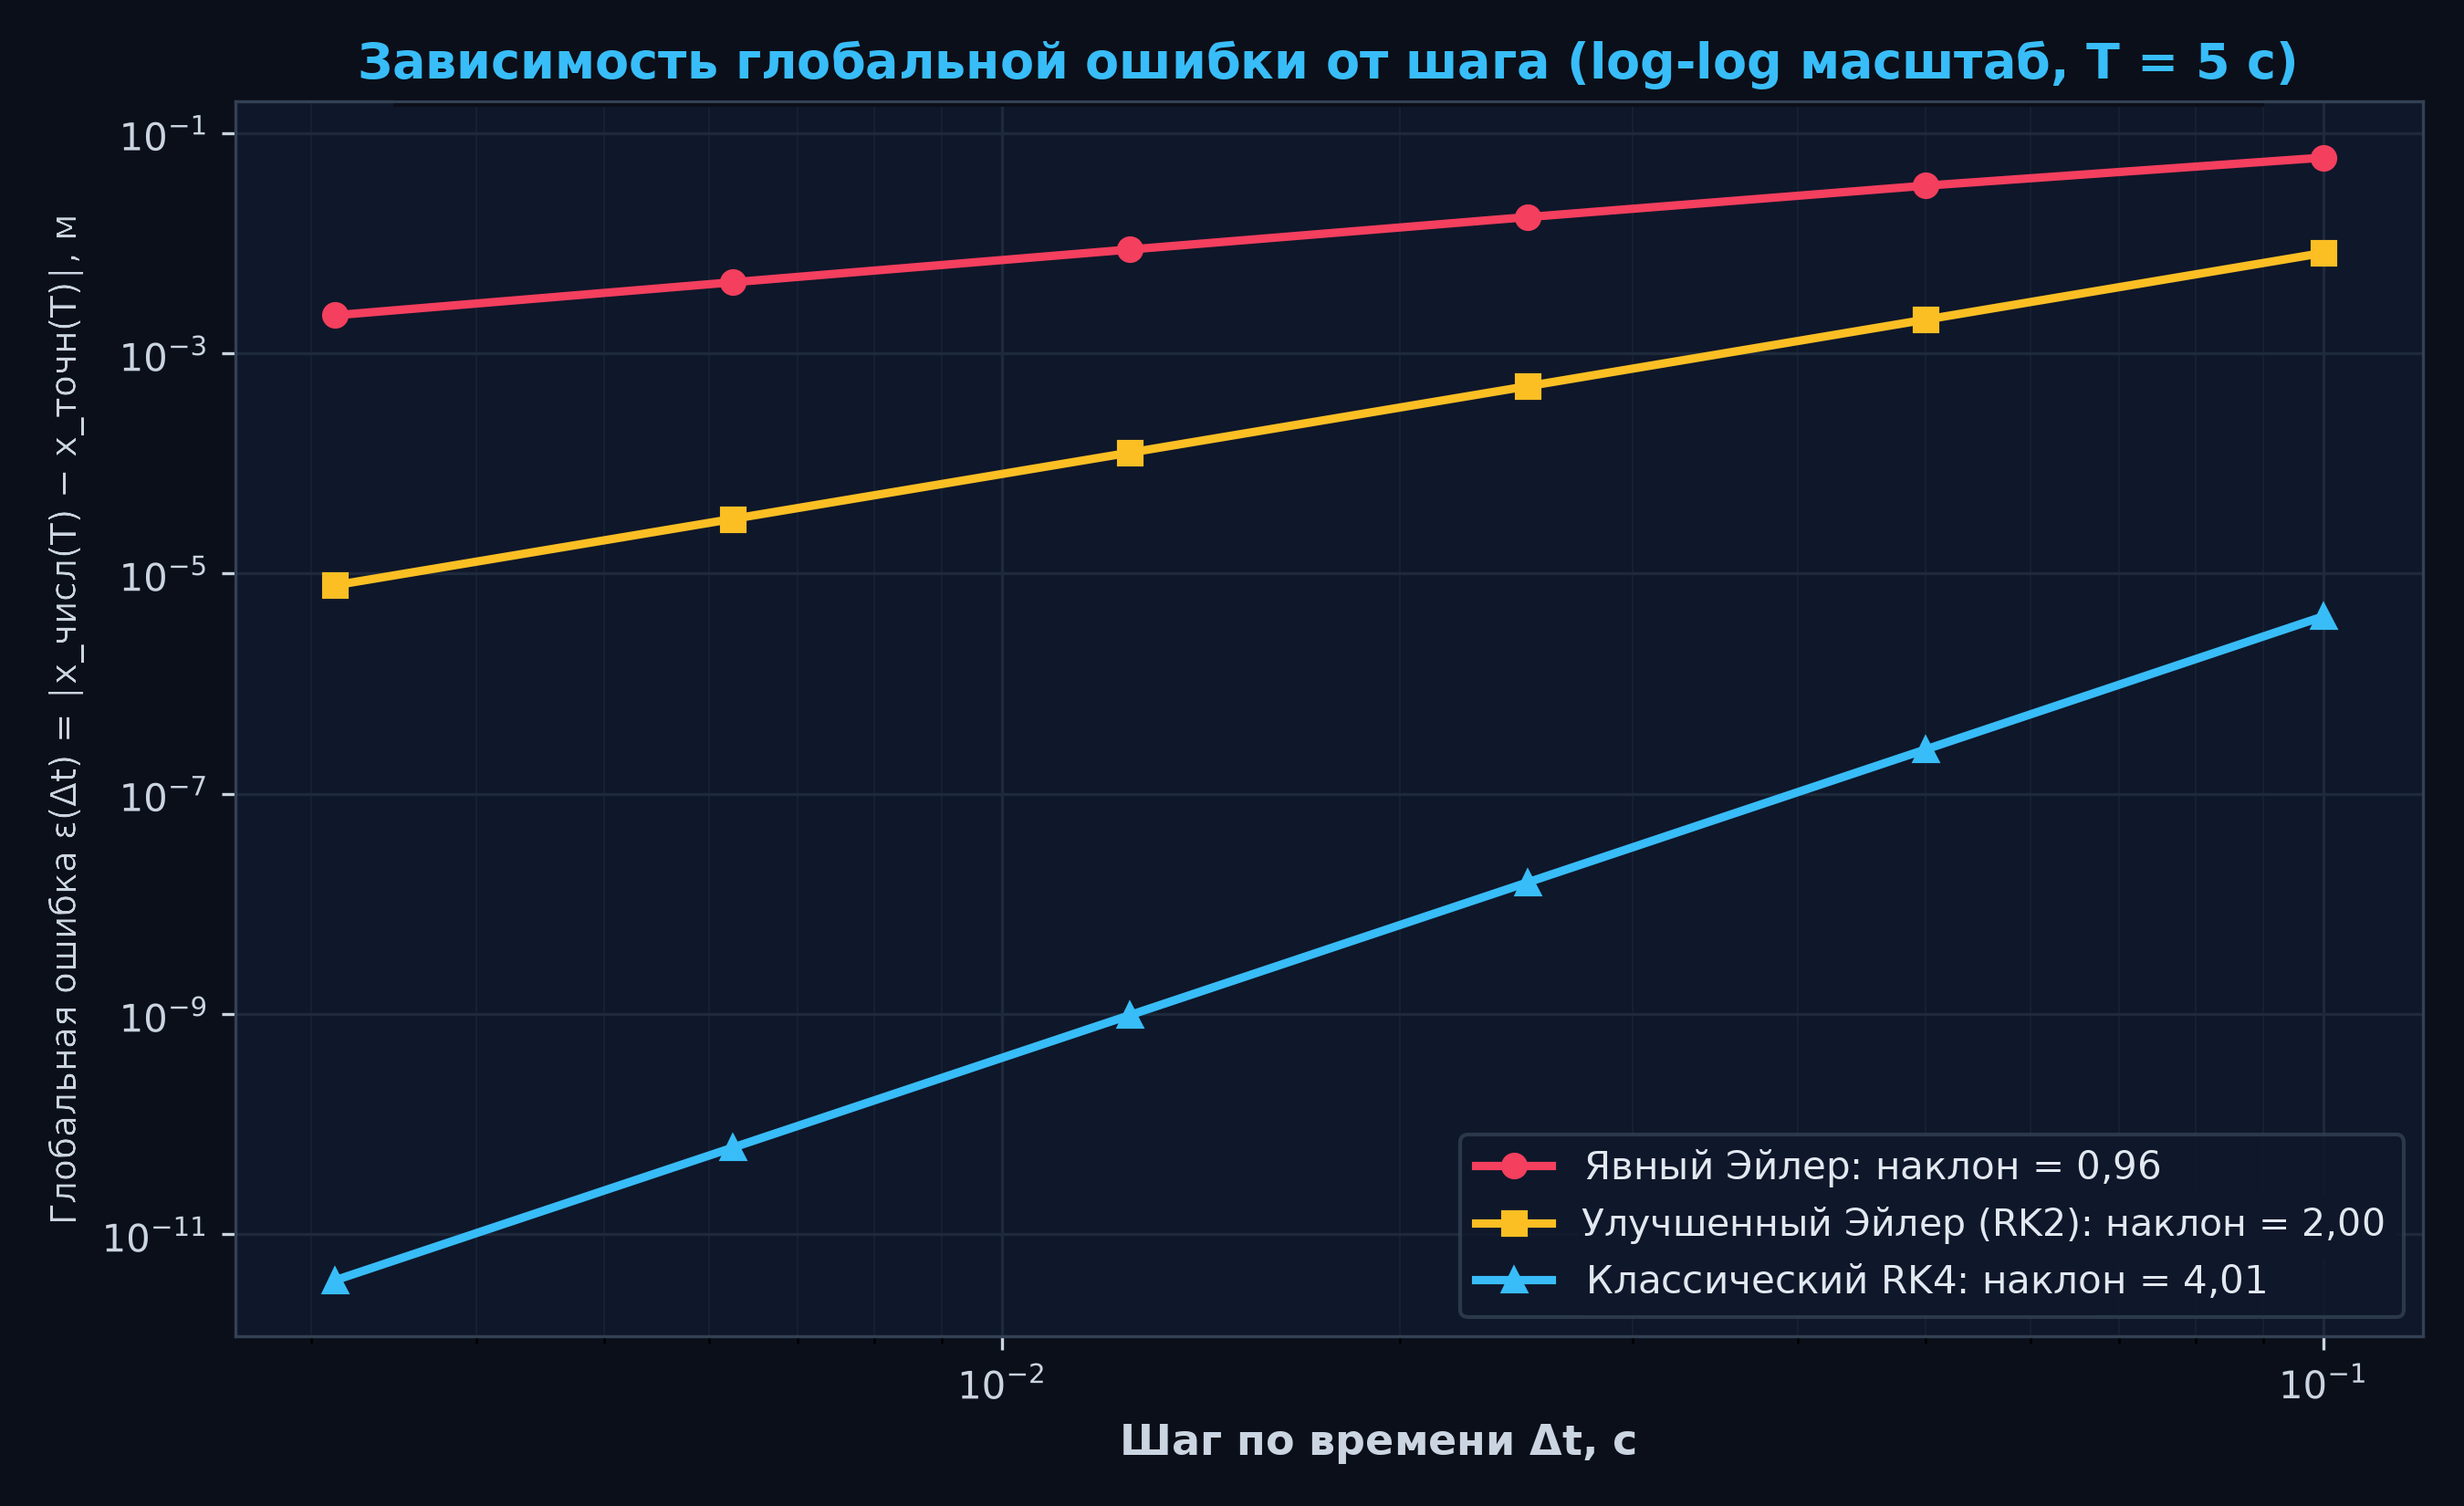 Зависимость глобальной ошибки от шага (log-log масштаб, T = 5 с)
Глобальная ошибка ε(Δt) = |x_числ(T) − x_точн(T)|, м
10⁻¹
10⁻³
10⁻⁵
10⁻⁷
10⁻⁹
10⁻¹¹
Явный Эйлер: наклон = 0,96
Улучшенный Эйлер (RK2): наклон = 2,00
Классический RK4: наклон = 4,01
10⁻²
10⁻¹
Шаг по времени Δt, с